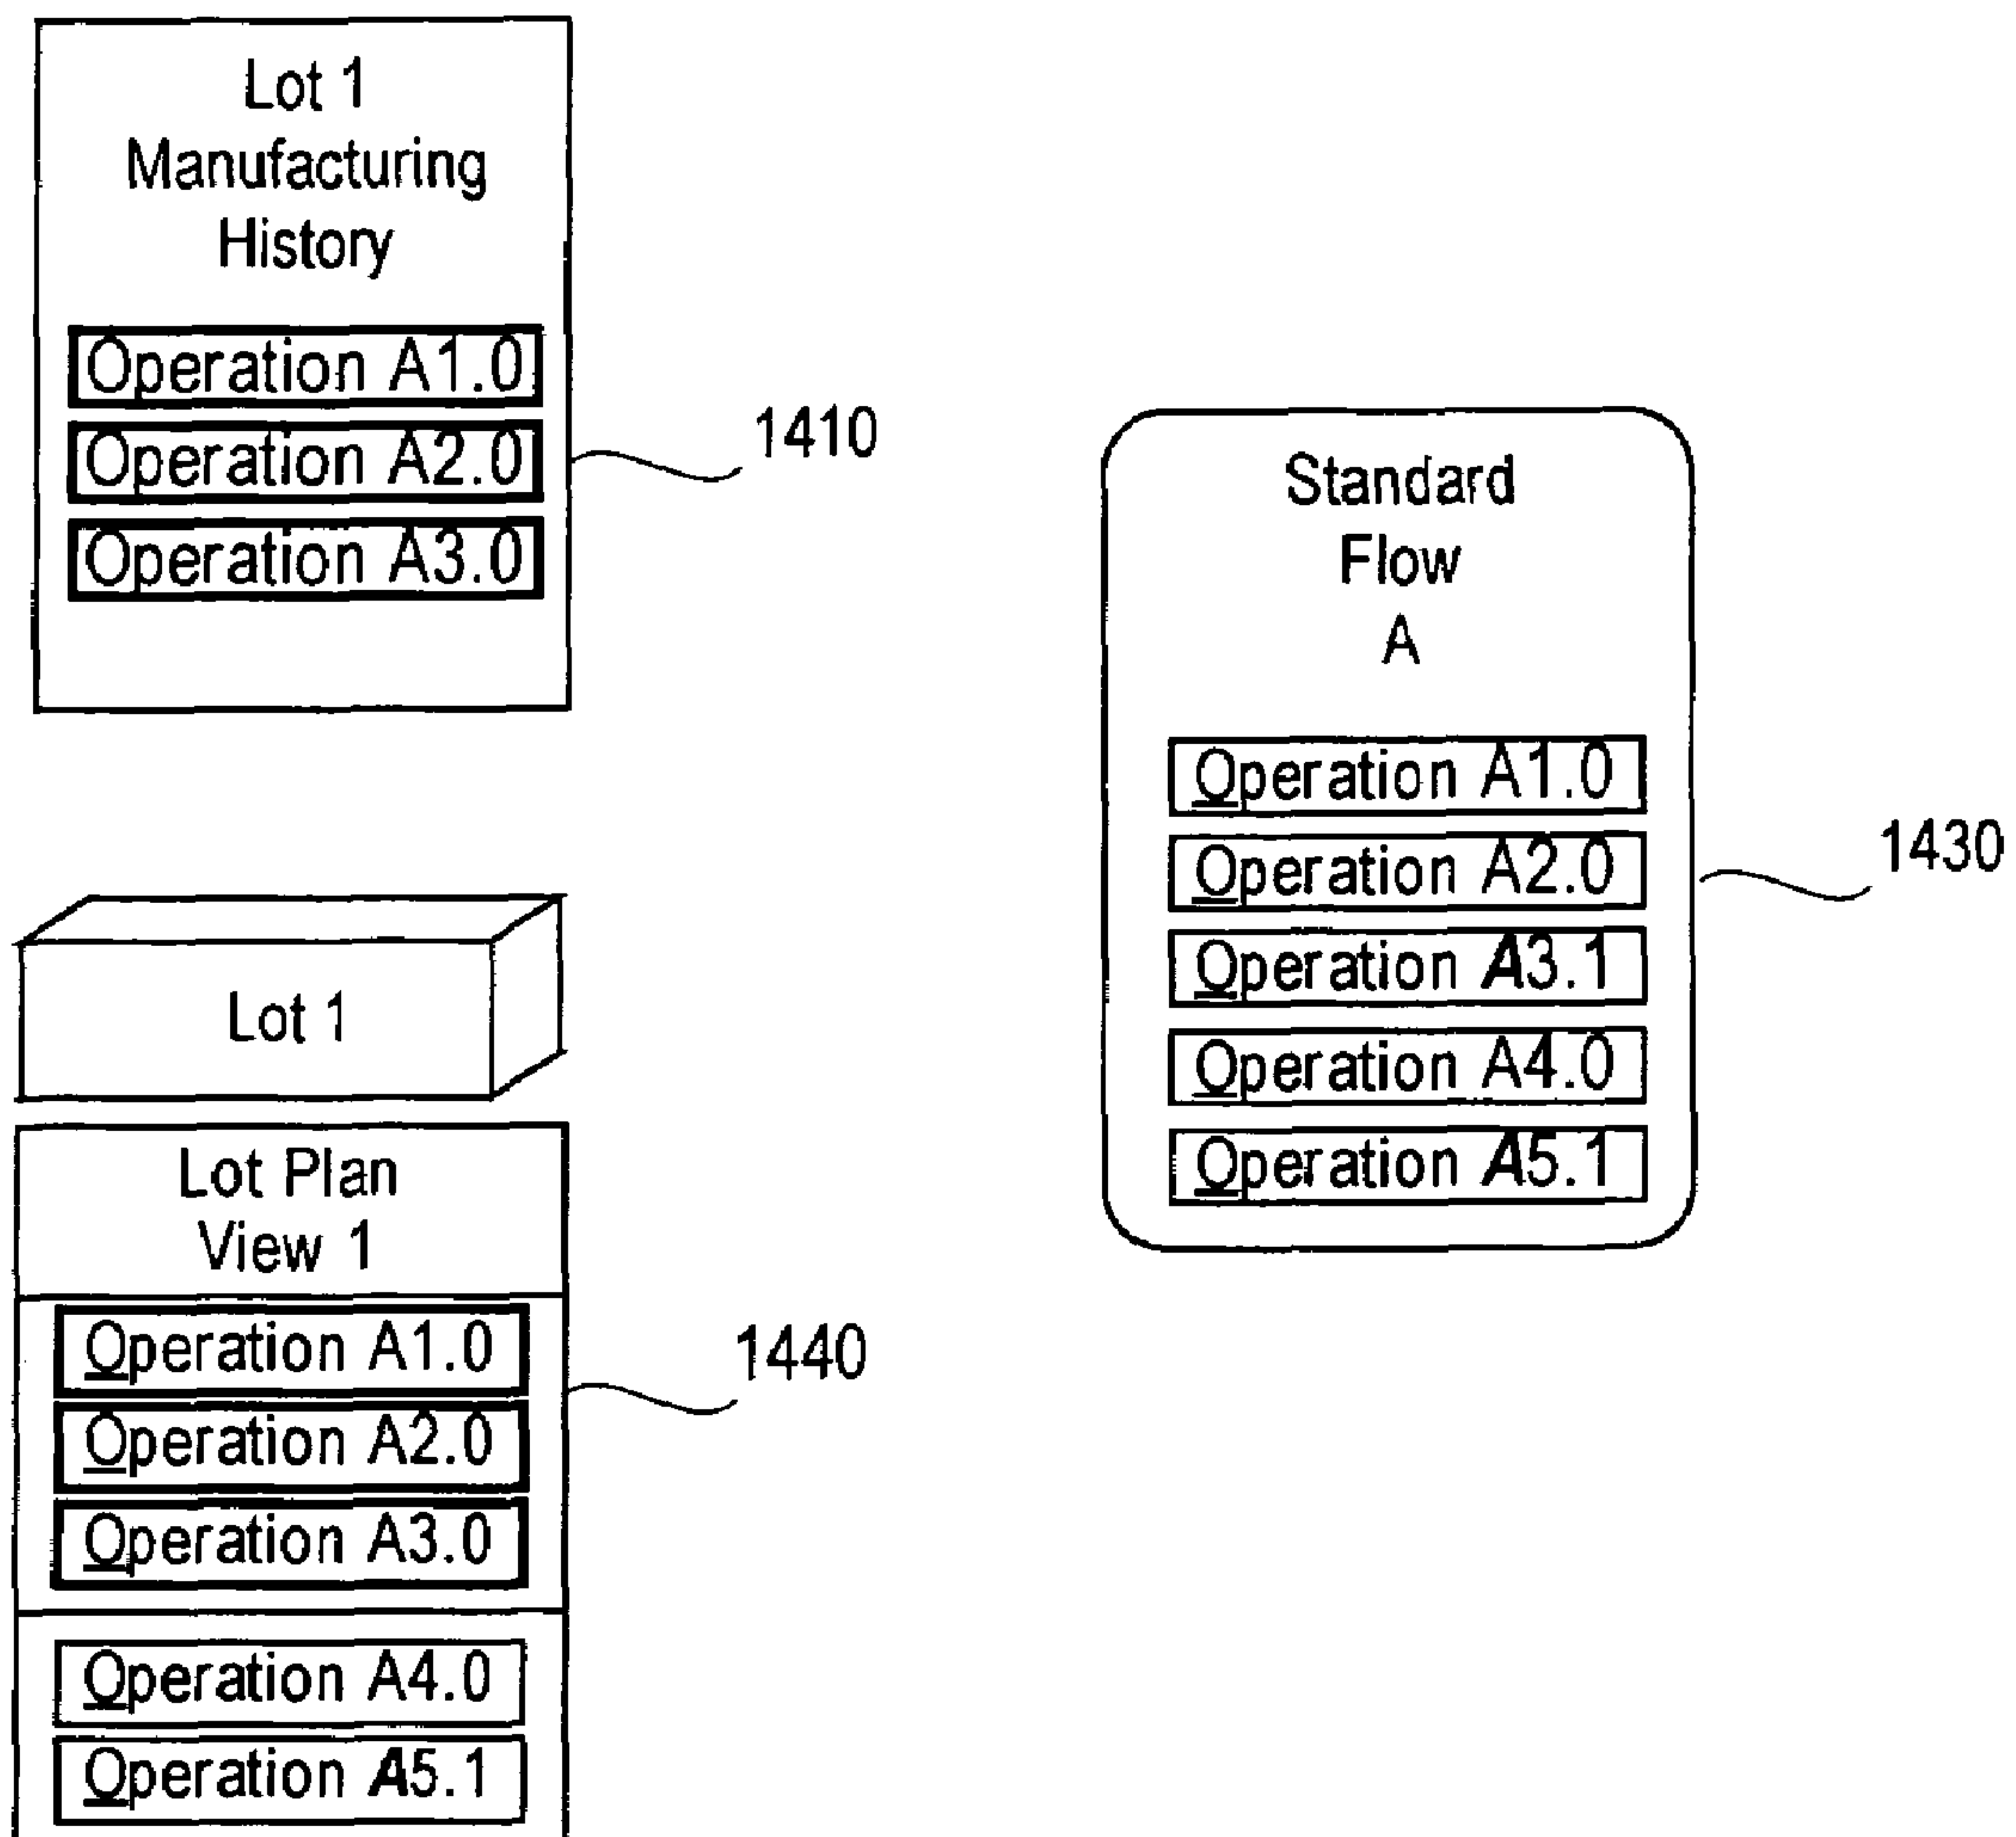 Lot 1
Manufacturing
History
Operation A1.0
Operation A2.0
Operation A3.0
1410
Standard
Flow
A
Operation A1.0
Operation A2.0
Operation A3.1
Operation A4.0
Operation A5.1
1430
Lot 1
Lot Plan
View 1
Operation A1.0
Operation A2.0
Operation A3.0
Operation A4.0
Operation A5.1
1440